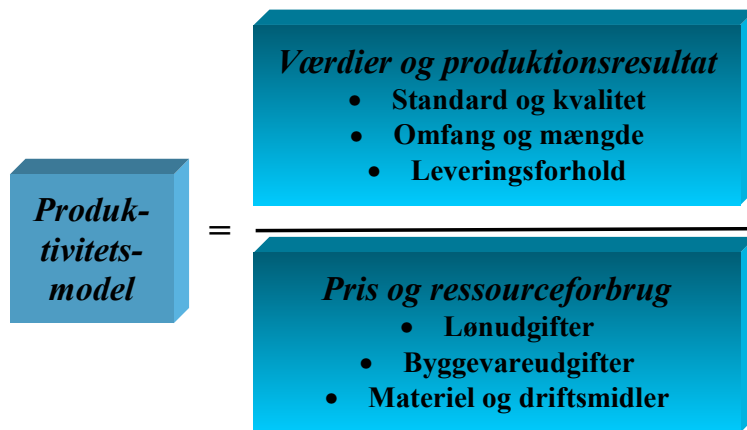 Produk-
tivitets-
model
=
Værdier og produktionsresultat
• Standard og kvalitet
• Omfang og mængde
• Leveringsforhold
Pris og ressourceforbrug
• Lønudgifter
• Byggevareudgifter
• Materiel og driftsmidler